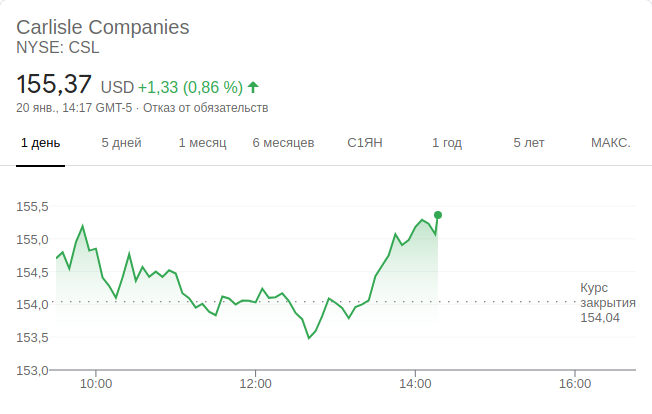 Carlisle Companies
NYSE: CSL
155,37 USD +1,33 (0,86 %)
20 янв., 14:17 GMT-5 · Отказ от обязательств
1 день 5 дней 1 месяц 6 месяцев С1ЯН 1 год 5 лет МАКС.
155,5
155,0
154,5
154,0
153,5
153,0
Курс
закрытия
154,04
10:00 12:00 14:00 16:00